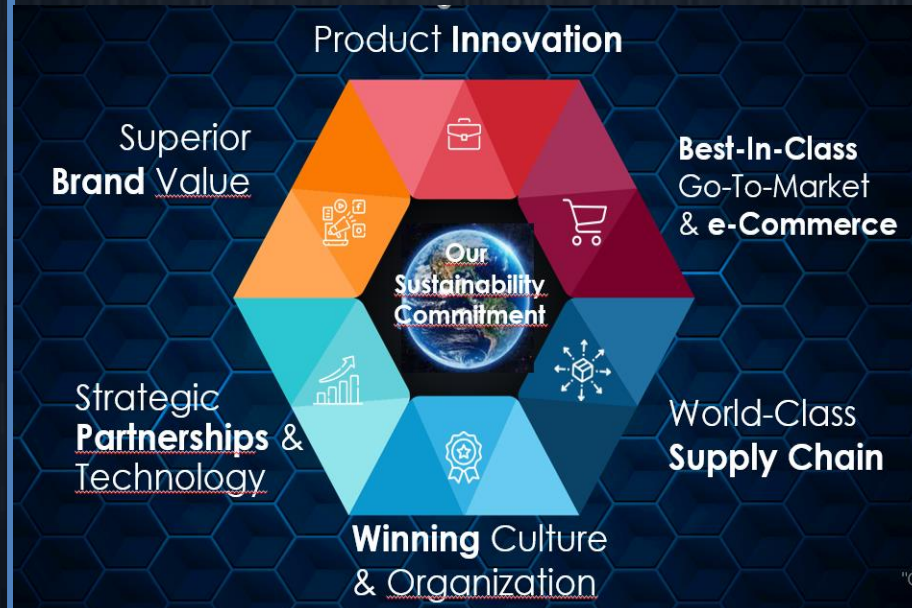 Product Innovation
Superior
Brand Value
Best-In-Class
Go-To-Market
& e-Commerce
Our
Sustainability
Commitment
Strategic
Partnerships &
Technology
World-Class
Supply Chain
Winning Culture
& Organization